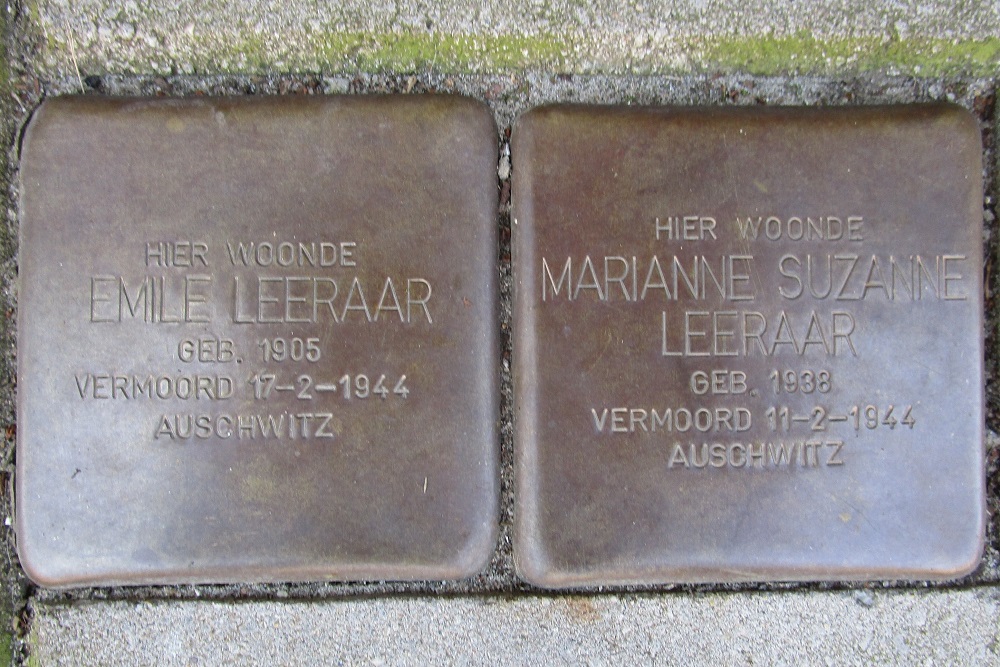 HIER WOONDE
EMILE LEERAAR
GEB. 1905
VERMOORD 17-2-1944
AUSCHWITZ
HIER WOONDE
MARIANNE SUZANNE
LEERAAR
GEB. 1938
VERMOORD 11-2-1944
AUSCHWITZ